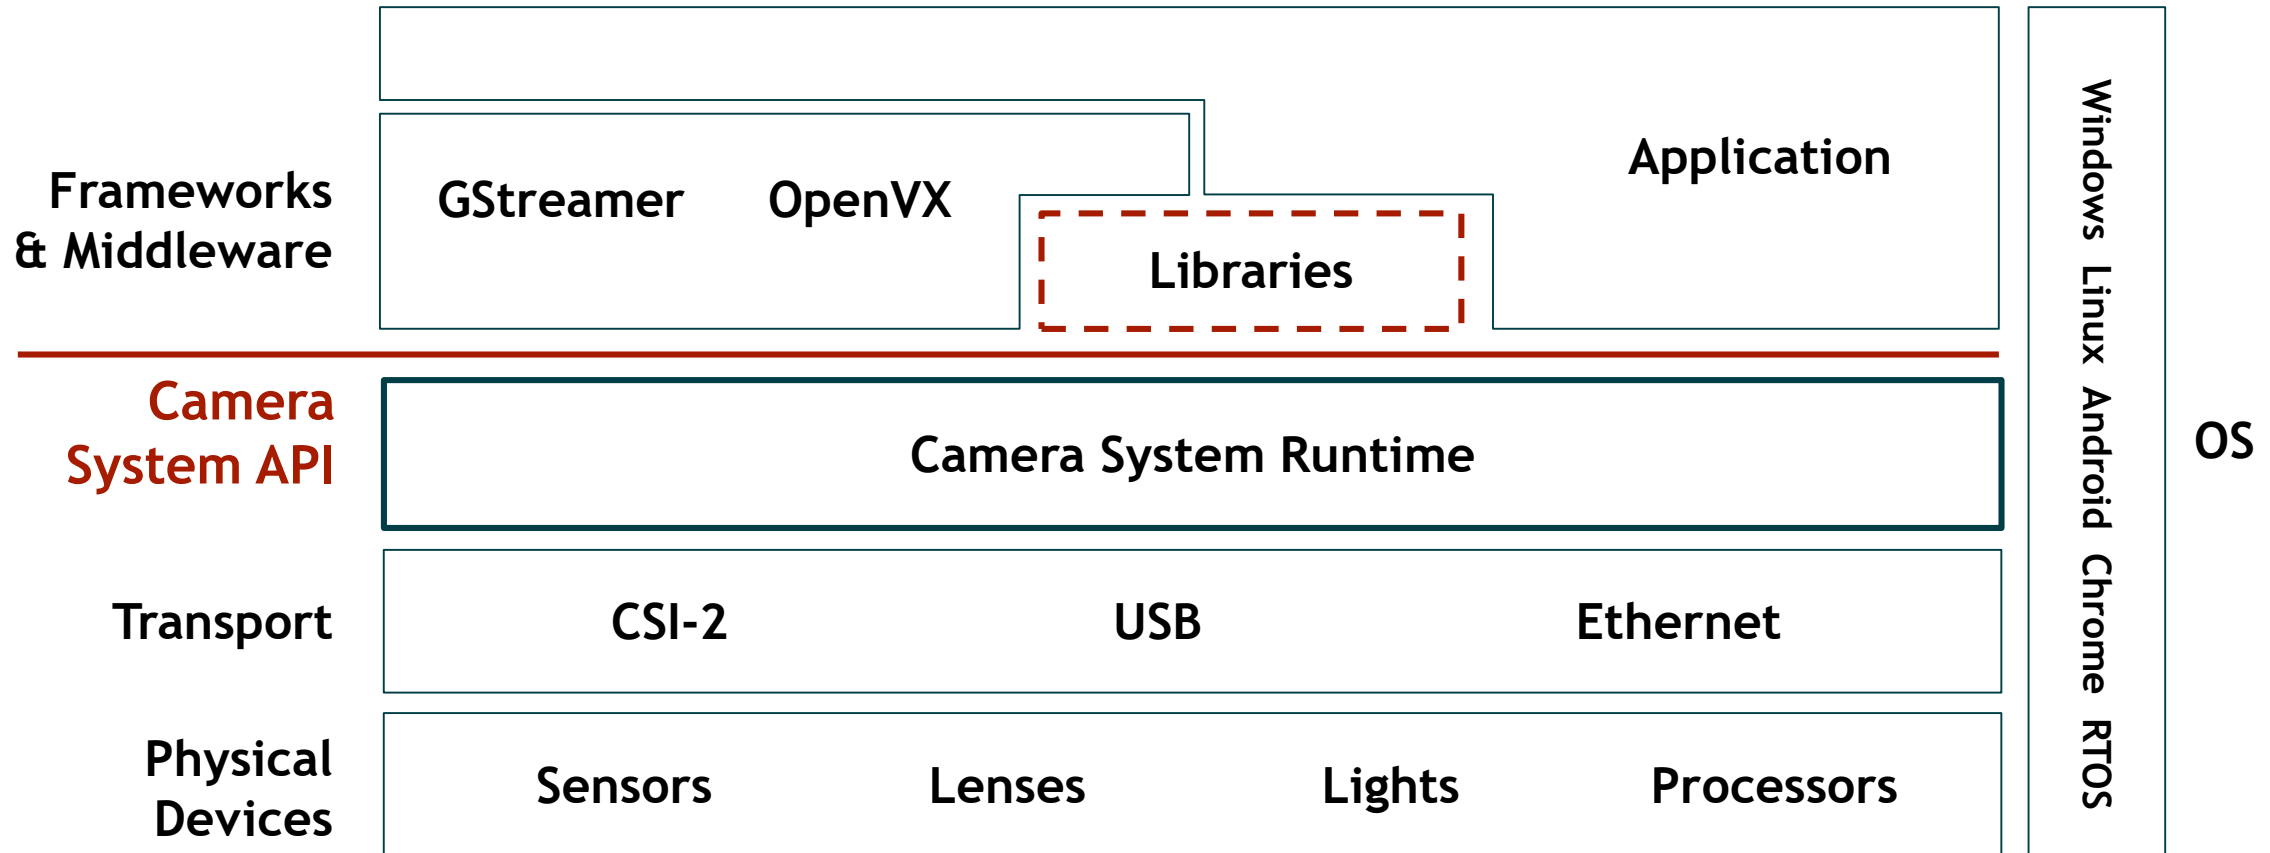 Application
Frameworks
& Middleware
GStreamer
OpenVX
Libraries
Camera
System API
Camera System Runtime
Transport
CSI-2
USB
Ethernet
Physical
Devices
Sensors
Lenses
Lights
Processors
Windows Linux Android Chrome RTOS
OS